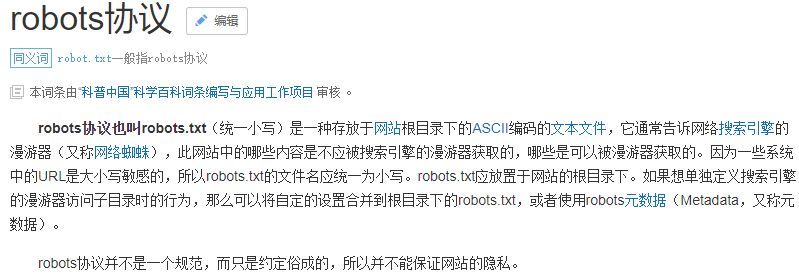 robots协议 编辑
同义词 robot.txt一般指robots协议
本词条由“科普中国”科学百科词条编写与应用工作项目 审核 。
robots协议也叫robots.txt（统一小写）是一种存放于网站根目录下的ASCII编码的文本文件，它通常告诉网络搜索引擎的
漫游器（又称网络蜘蛛），此网站中的哪些内容是不应被搜索引擎的漫游器获取的，哪些是可以被漫游器获取的。因为一些系统
中的URL是大小写敏感的，所以robots.txt的文件名应统一为小写。robots.txt应放置于网站的根目录下。如果想单独定义搜索引擎
的漫游器访问子目录时的行为，那么可以将自定的设置合并到根目录下的robots.txt，或者使用robots元数据（Metadata，又称元
数据）。
robots协议并不是一个规范，而只是约定俗成的，所以并不能保证网站的隐私。